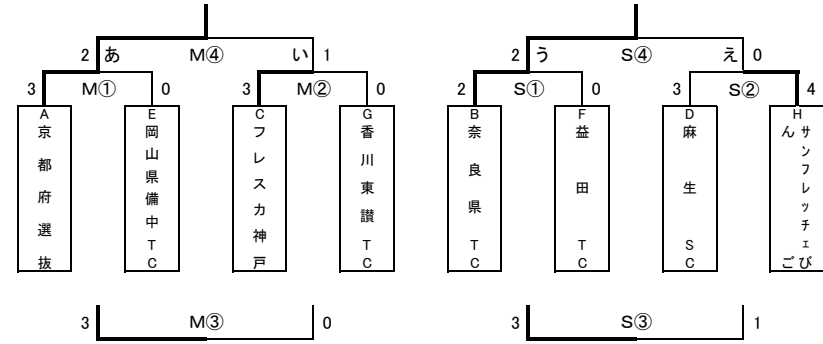 2 あ M④ い 1 2 う S④ え 0
3 M① 0 3 M② 0 2 S① 0 3 S② 4
A 京都府選抜
E 岡山県備中TC
C フレスカ神戸
G 香川東讃TC
B 奈良県TC
F 益田TC
D 麻生SC
H サンフレッチェびんご
3 M③ 0 3 S③ 1